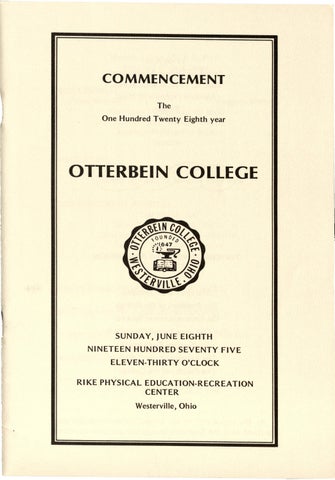 COMMENCEMENT
The
One Hundred Twenty Eighth year
OTTERBEIN COLLEGE
OTTERBEIN COLLEGE
FOUNDED
1847
WESTERVILLE, OHIO
SUNDAY, JUNE EIGHTH
NINETEEN HUNDRED SEVENTY FIVE
ELEVEN-THIRTY O'CLOCK
RIKE PHYSICAL EDUCATION-RECREATION
CENTER
Westerville, Ohio